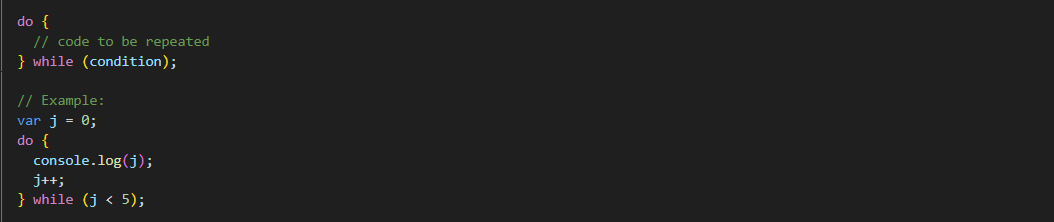 do {
  // code to be repeated
} while (condition);

// Example:
var j = 0;
do {
  console.log(j);
  j++;
} while (j < 5);